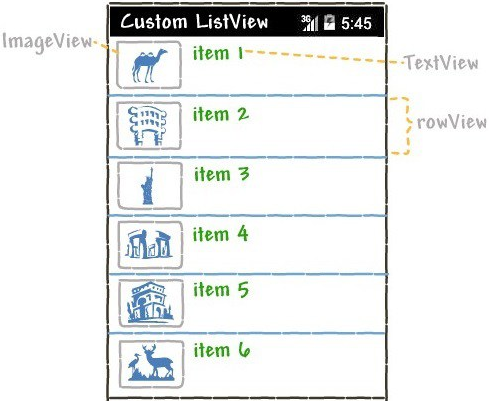 Custom ListView 3G 5:45
ImageView
item 1
TextView
item 2
rowView
item 3
item 4
item 5
item 6